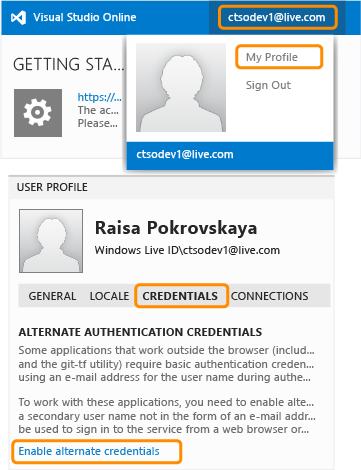 Visual Studio Online
ctsodev1@live.com
GETTING STA...
My Profile
Sign Out
https://...
The ac...
Please...
ctsodev1@live.com
USER PROFILE
Raisa Pokrovskaya
Windows Live ID\ctsodev1@live.com
GENERAL LOCALE CREDENTIALS CONNECTIONS
ALTERNATE AUTHENTICATION CREDENTIALS
Some applications that work outside the browser (includ...
and the git-tf utility) require basic authentication creden...
using an e-mail address for the user name during authe...
To work with these applications, you need to enable alte...
a secondary user name not in the form of an e-mail addr...
be used to sign in to the service from a web browser or...
Enable alternate credentials